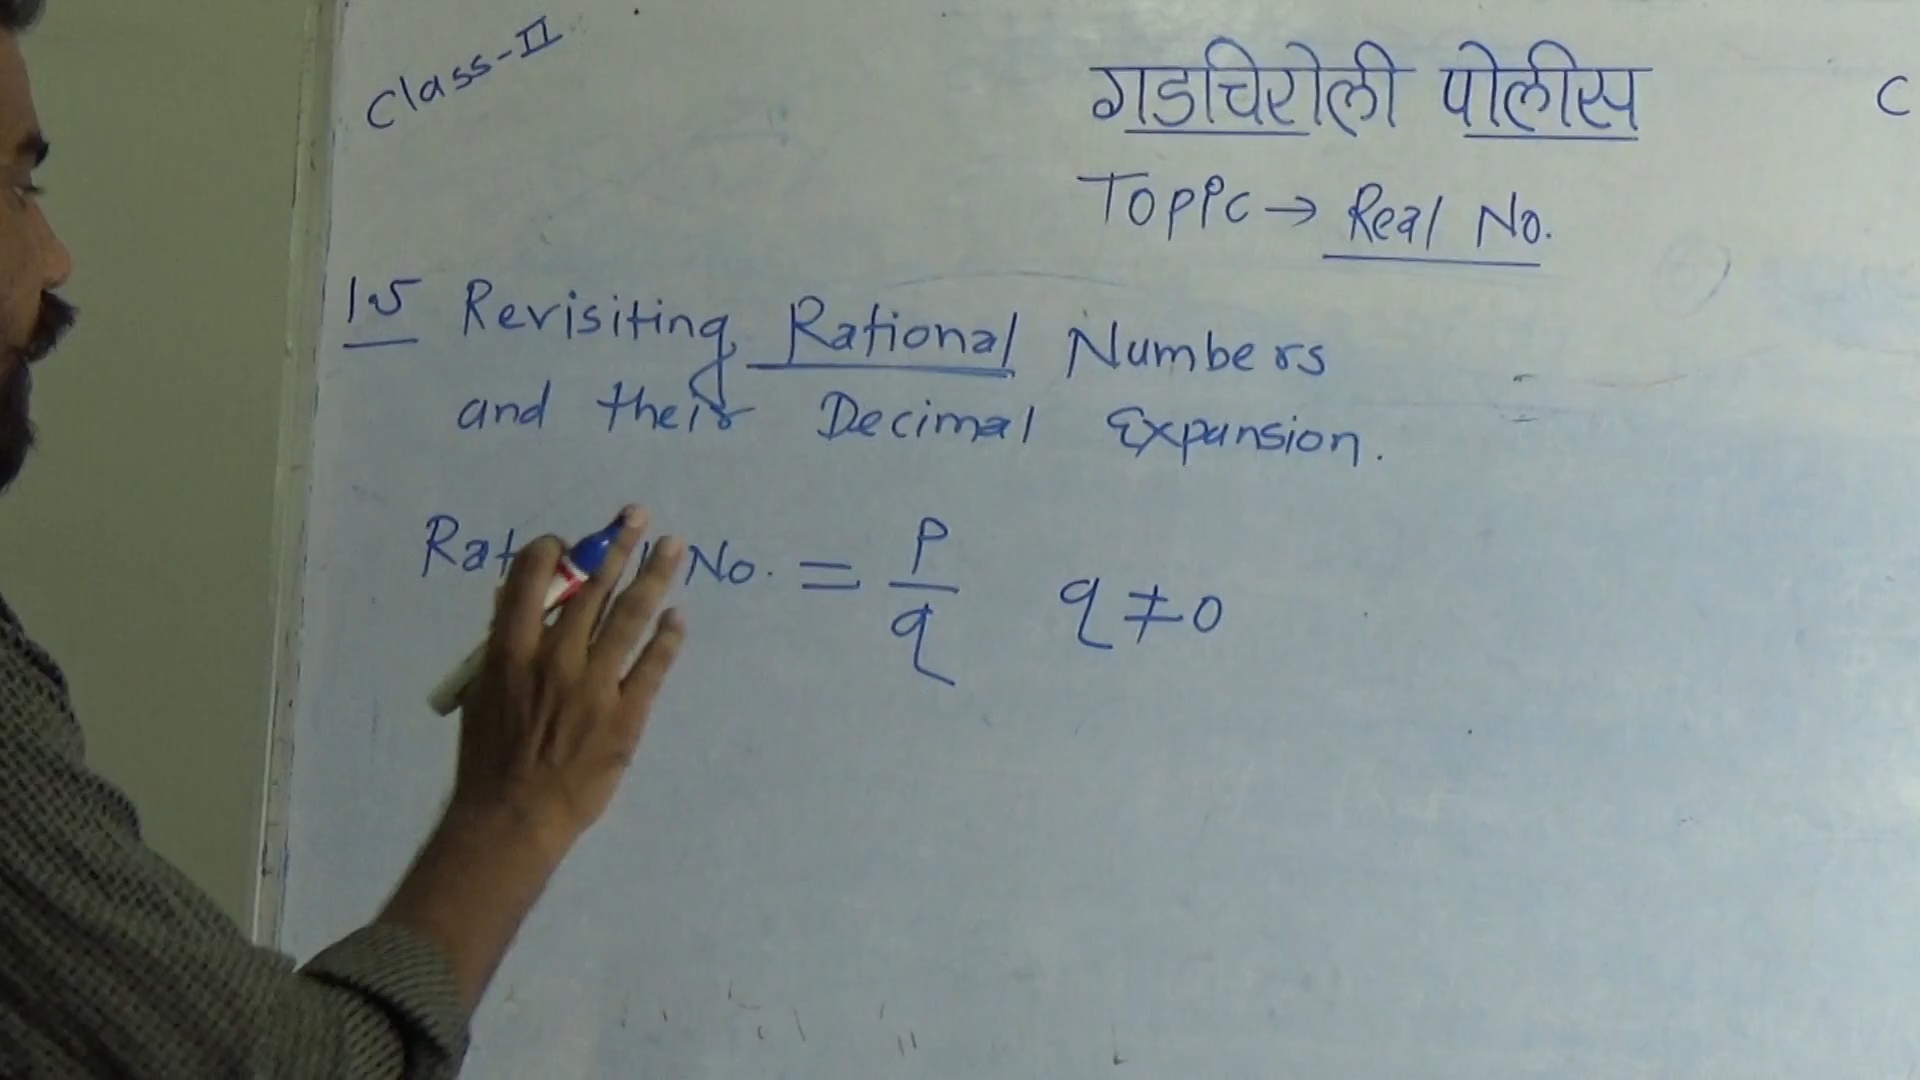 Class-II
गडचिरोली पोलीस
C
Topic → Real No.
1.5 Revisiting Rational Numbers
and their Decimal Expansion.
No. = P/q q ≠ 0